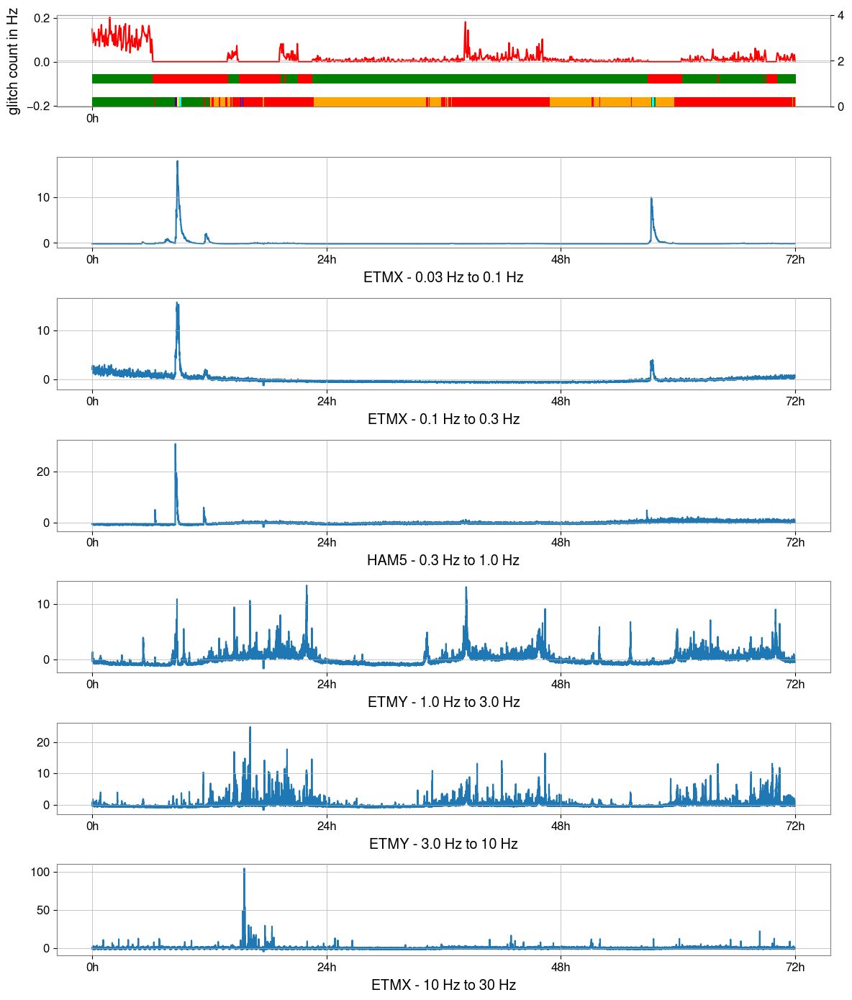 glitch count in Hz
0.2
0.0
−0.2
4
2
0
0h
10
0
0h 24h 48h 72h
ETMX - 0.03 Hz to 0.1 Hz
10
0
0h 24h 48h 72h
ETMX - 0.1 Hz to 0.3 Hz
20
0
0h 24h 48h 72h
HAM5 - 0.3 Hz to 1.0 Hz
10
0
0h 24h 48h 72h
ETMY - 1.0 Hz to 3.0 Hz
20
10
0
0h 24h 48h 72h
ETMY - 3.0 Hz to 10 Hz
100
50
0
0h 24h 48h 72h
ETMX - 10 Hz to 30 Hz